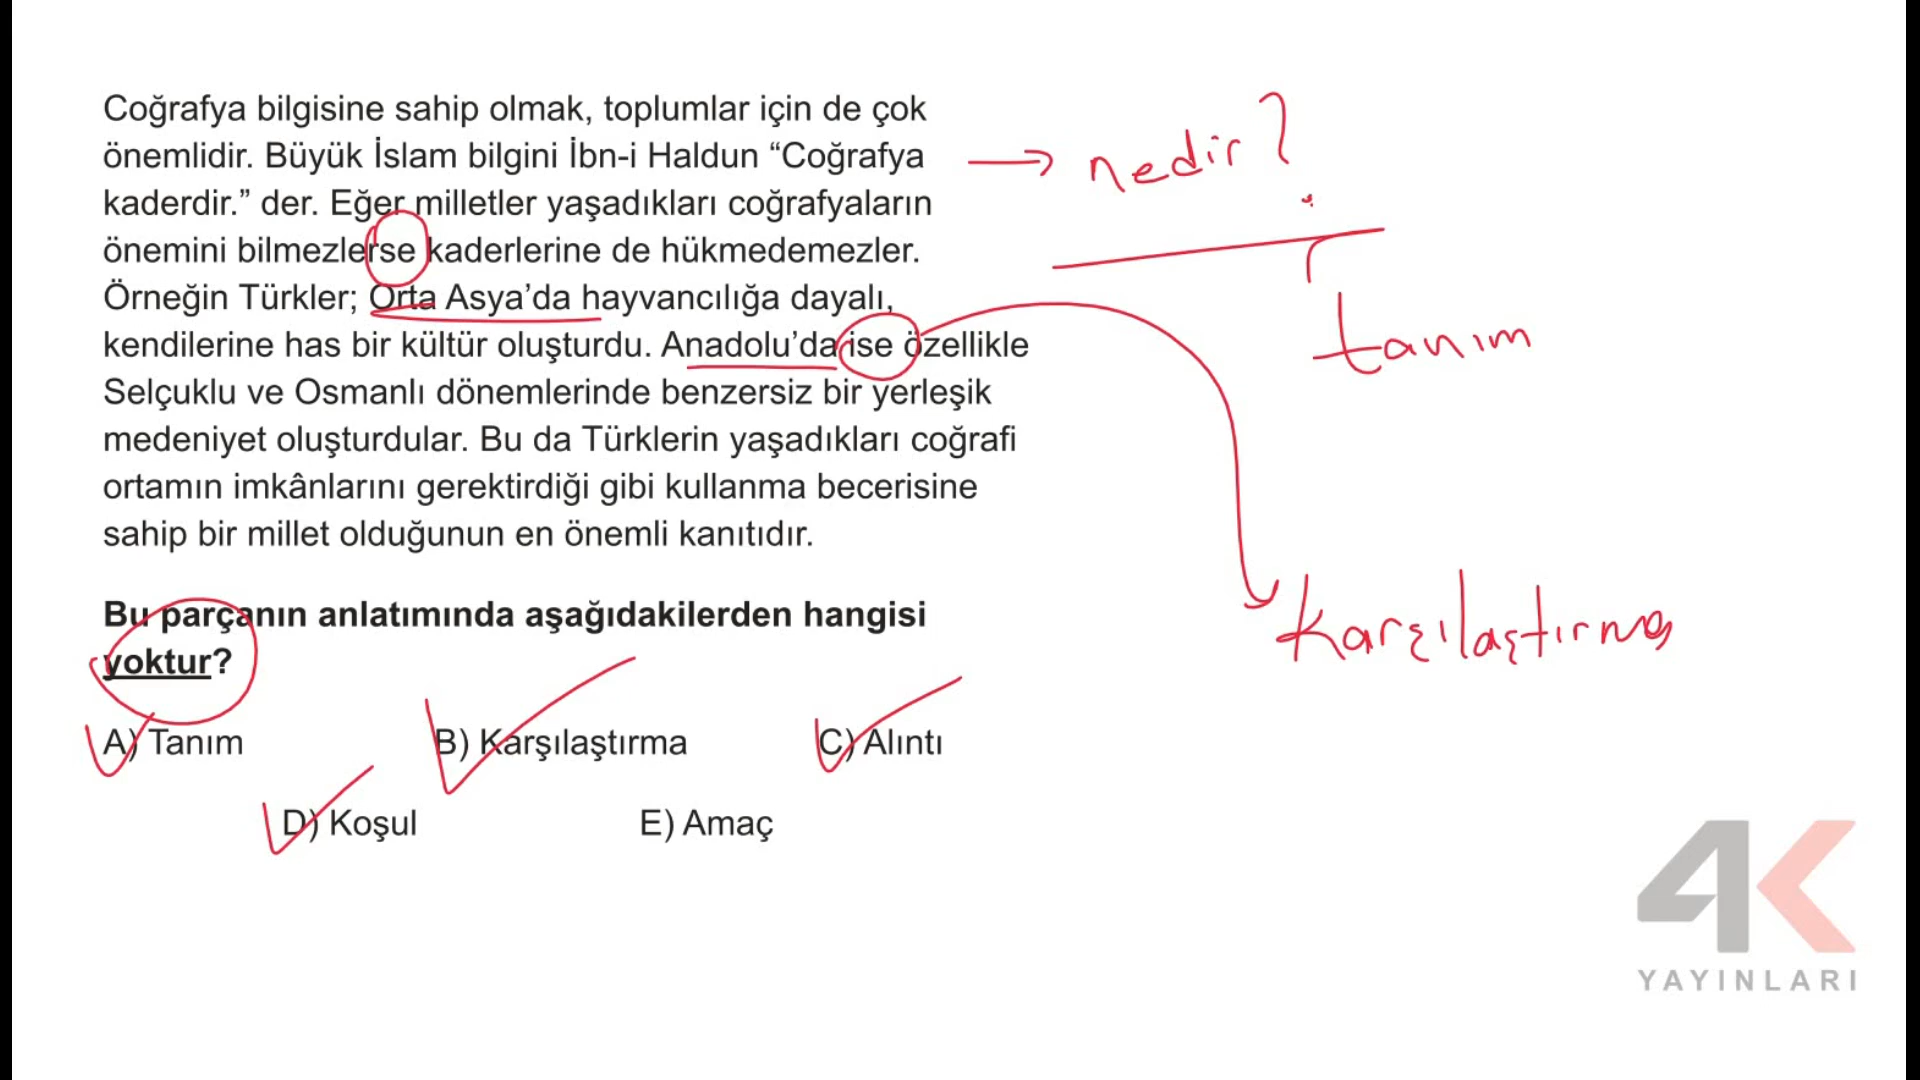 Coğrafya bilgisine sahip olmak, toplumlar için de çok
önemlidir. Büyük İslam bilgini İbn-i Haldun “Coğrafya
kaderdir.” der. Eğer milletler yaşadıkları coğrafyaların
önemini bilmezlerse kaderlerine de hükmedemezler.
Örneğin Türkler; Orta Asya’da hayvancılığa dayalı,
kendilerine has bir kültür oluşturdu. Anadolu’da ise özellikle
Selçuklu ve Osmanlı dönemlerinde benzersiz bir yerleşik
medeniyet oluşturdular. Bu da Türklerin yaşadıkları coğrafi
ortamın imkânlarını gerektirdiği gibi kullanma becerisine
sahip bir millet olduğunun en önemli kanıtıdır.
Bu parçanın anlatımında aşağıdakilerden hangisi
yoktur?
A) Tanım B) Karşılaştırma C) Alıntı
D) Koşul E) Amaç
nedir?
tanım
Karşılaştırma
4K
YAYINLARI